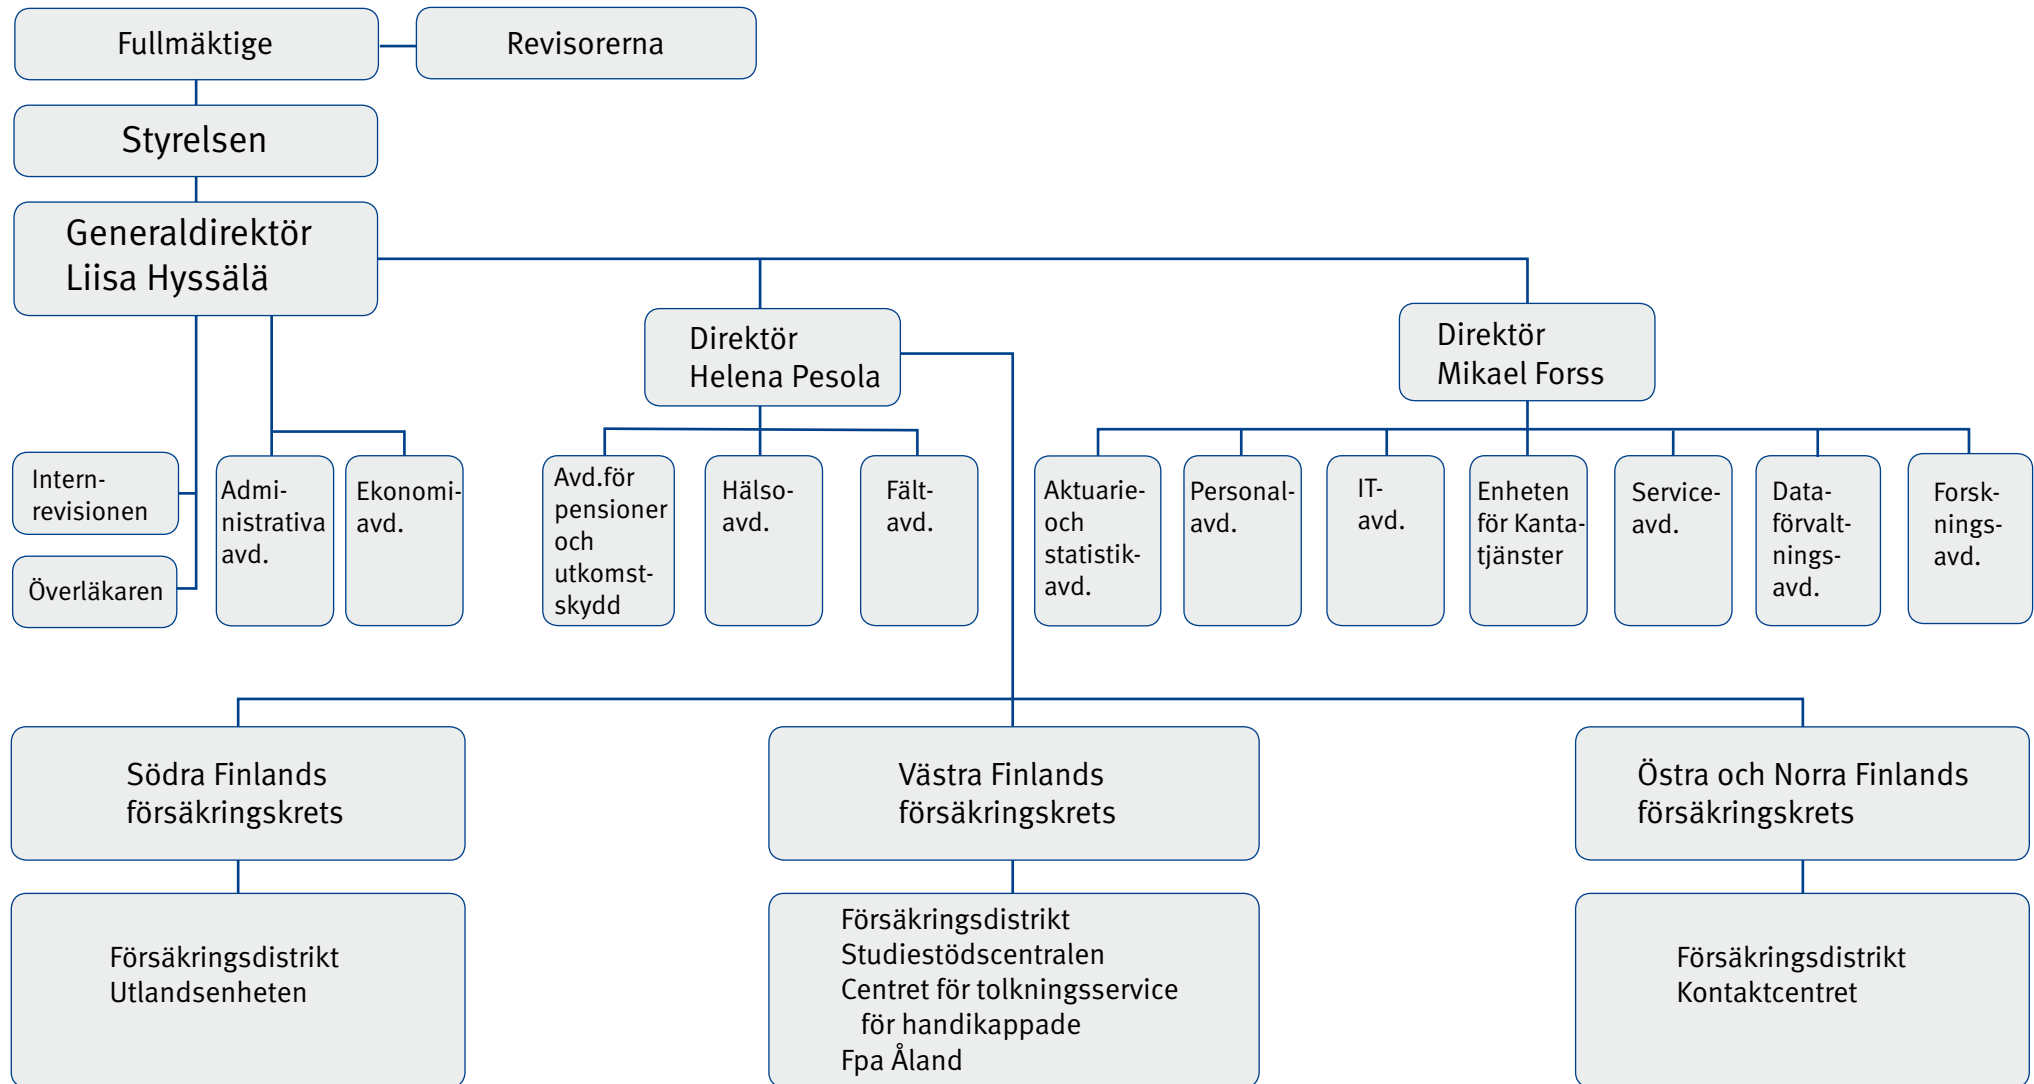 Fullmäktige
Revisorerna
Styrelsen
Generaldirektör
Liisa Hyssälä
Direktör
Helena Pesola
Direktör
Mikael Forss
Intern-
revisionen
Överläkaren
Admi-
nistrativa
avd.
Ekonomi-
avd.
Avd.för
pensioner
och
utkomst-
skydd
Hälso-
avd.
Fält-
avd.
Aktuarie-
och
statistik-
avd.
Personal-
avd.
IT-
avd.
Enheten
för Kanta-
tjänster
Service-
avd.
Data-
förvalt-
nings-
avd.
Forsk-
nings-
avd.
Södra Finlands
försäkringskrets
Västra Finlands
försäkringskrets
Östra och Norra Finlands
försäkringskrets
Försäkringsdistrikt
Utlandsenheten
Försäkringsdistrikt
Studiestödscentralen
Centret för tolkningsservice
för handikappade
Fpa Åland
Försäkringsdistrikt
Kontaktcentret